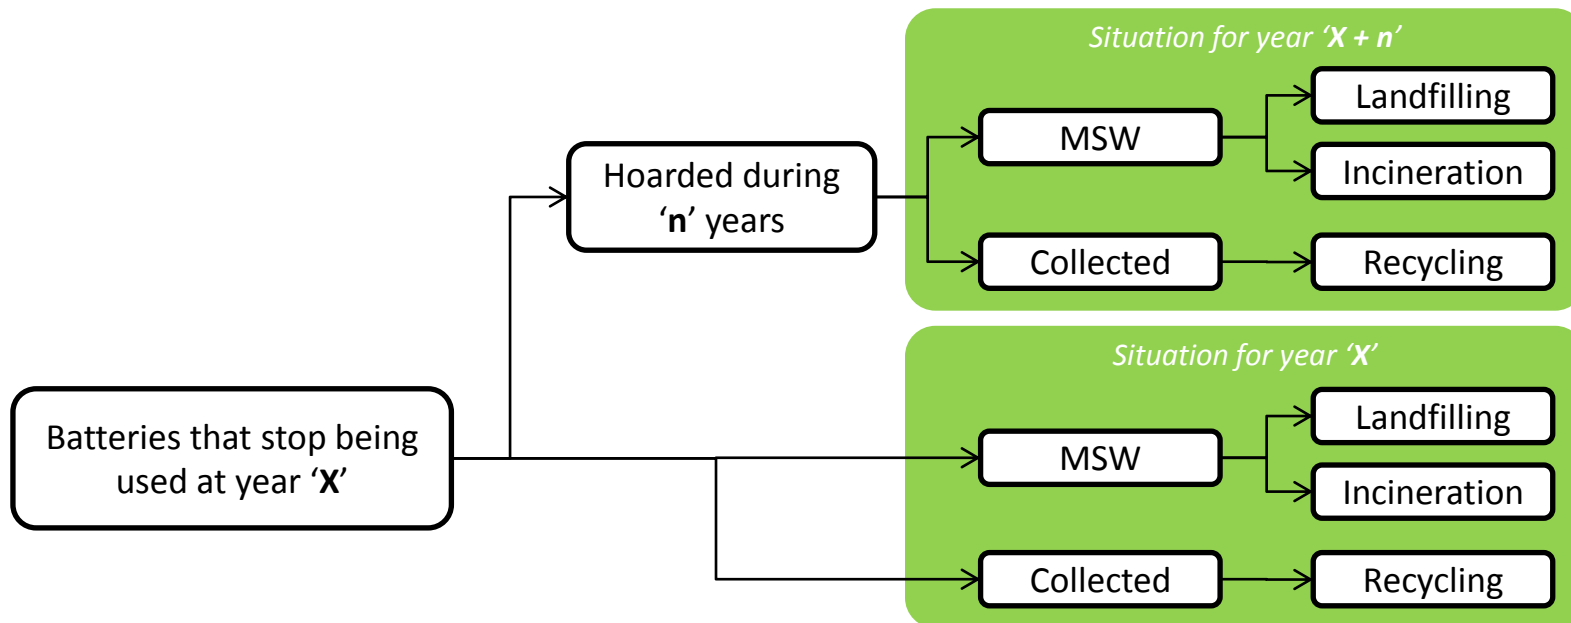 Situation for year ‘X + n’
Landfilling
MSW
Incineration
Hoarded during
‘n’ years
Collected
Recycling
Situation for year ‘X’
Landfilling
Batteries that stop being
used at year ‘X’
MSW
Incineration
Collected
Recycling